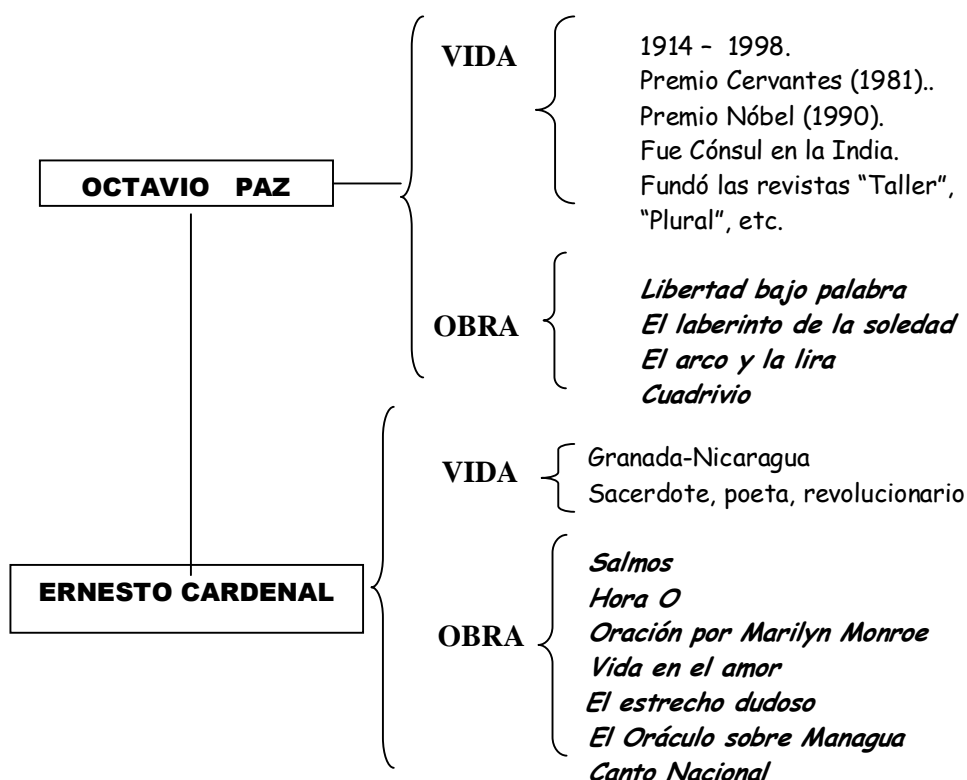 OCTAVIO PAZ
VIDA
1914 – 1998.
Premio Cervantes (1981)..
Premio Nóbel (1990).
Fue Cónsul en la India.
Fundó las revistas “Taller”,
“Plural”, etc.
OBRA
Libertad bajo palabra
El laberinto de la soledad
El arco y la lira
Cuadrivio
ERNESTO CARDENAL
VIDA
Granada-Nicaragua
Sacerdote, poeta, revolucionario
OBRA
Salmos
Hora O
Oración por Marilyn Monroe
Vida en el amor
El estrecho dudoso
El Oráculo sobre Managua
Canto Nacional